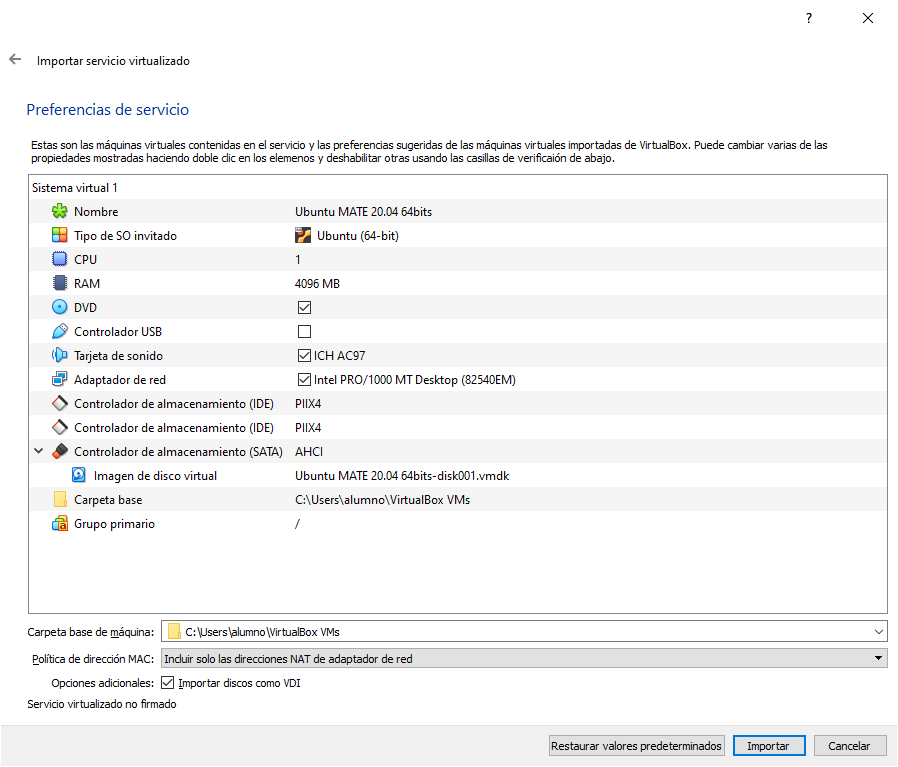 ?
Importar servicio virtualizado
Preferencias de servicio
Estas son las máquinas virtuales contenidas en el servicio y las preferencias sugeridas de las máquinas virtuales importadas de VirtualBox. Puede cambiar varias de las
propiedades mostradas haciendo doble clic en los elemenos y deshabilitar otras usando las casillas de verificaión de abajo.
Sistema virtual 1
Nombre Ubuntu MATE 20.04 64bits
Tipo de SO invitado Ubuntu (64-bit)
CPU 1
RAM 4096 MB
DVD
Controlador USB
Tarjeta de sonido ICH AC97
Adaptador de red Intel PRO/1000 MT Desktop (82540EM)
Controlador de almacenamiento (IDE) PIIX4
Controlador de almacenamiento (IDE) PIIX4
Controlador de almacenamiento (SATA) AHCI
Imagen de disco virtual Ubuntu MATE 20.04 64bits-disk001.vmdk
Carpeta base C:\Users\alumno\VirtualBox VMs
Grupo primario /
Carpeta base de máquina: C:\Users\alumno\VirtualBox VMs
Política de dirección MAC: Incluir solo las direcciones NAT de adaptador de red
Opciones adicionales: Importar discos como VDI
Servicio virtualizado no firmado
Restaurar valores predeterminados Importar Cancelar